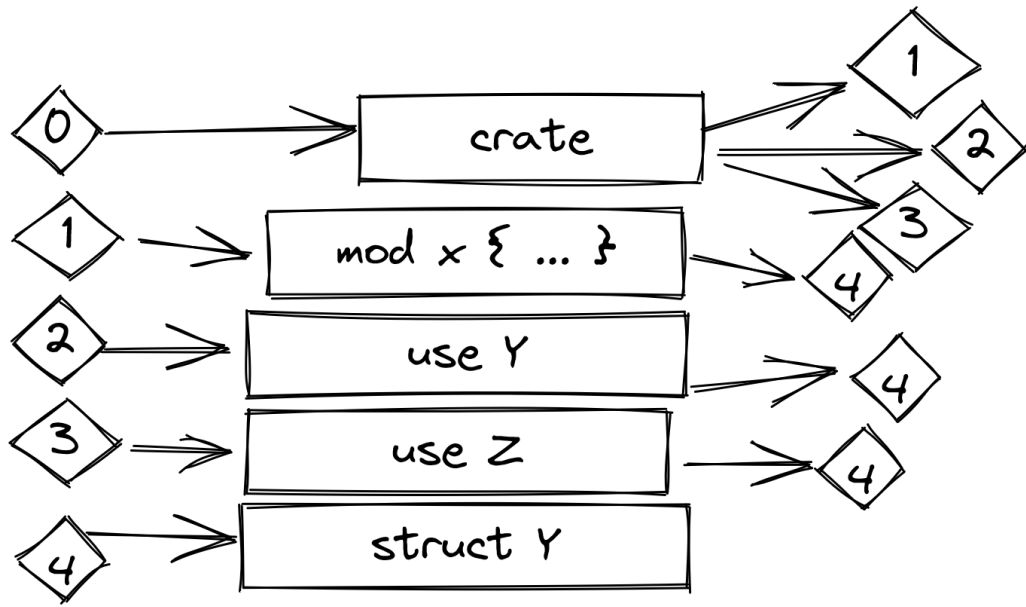 0 crate 1
2
3
1 mod x { ... } 4
2 use Y 4
3 use Z 4
4 struct Y